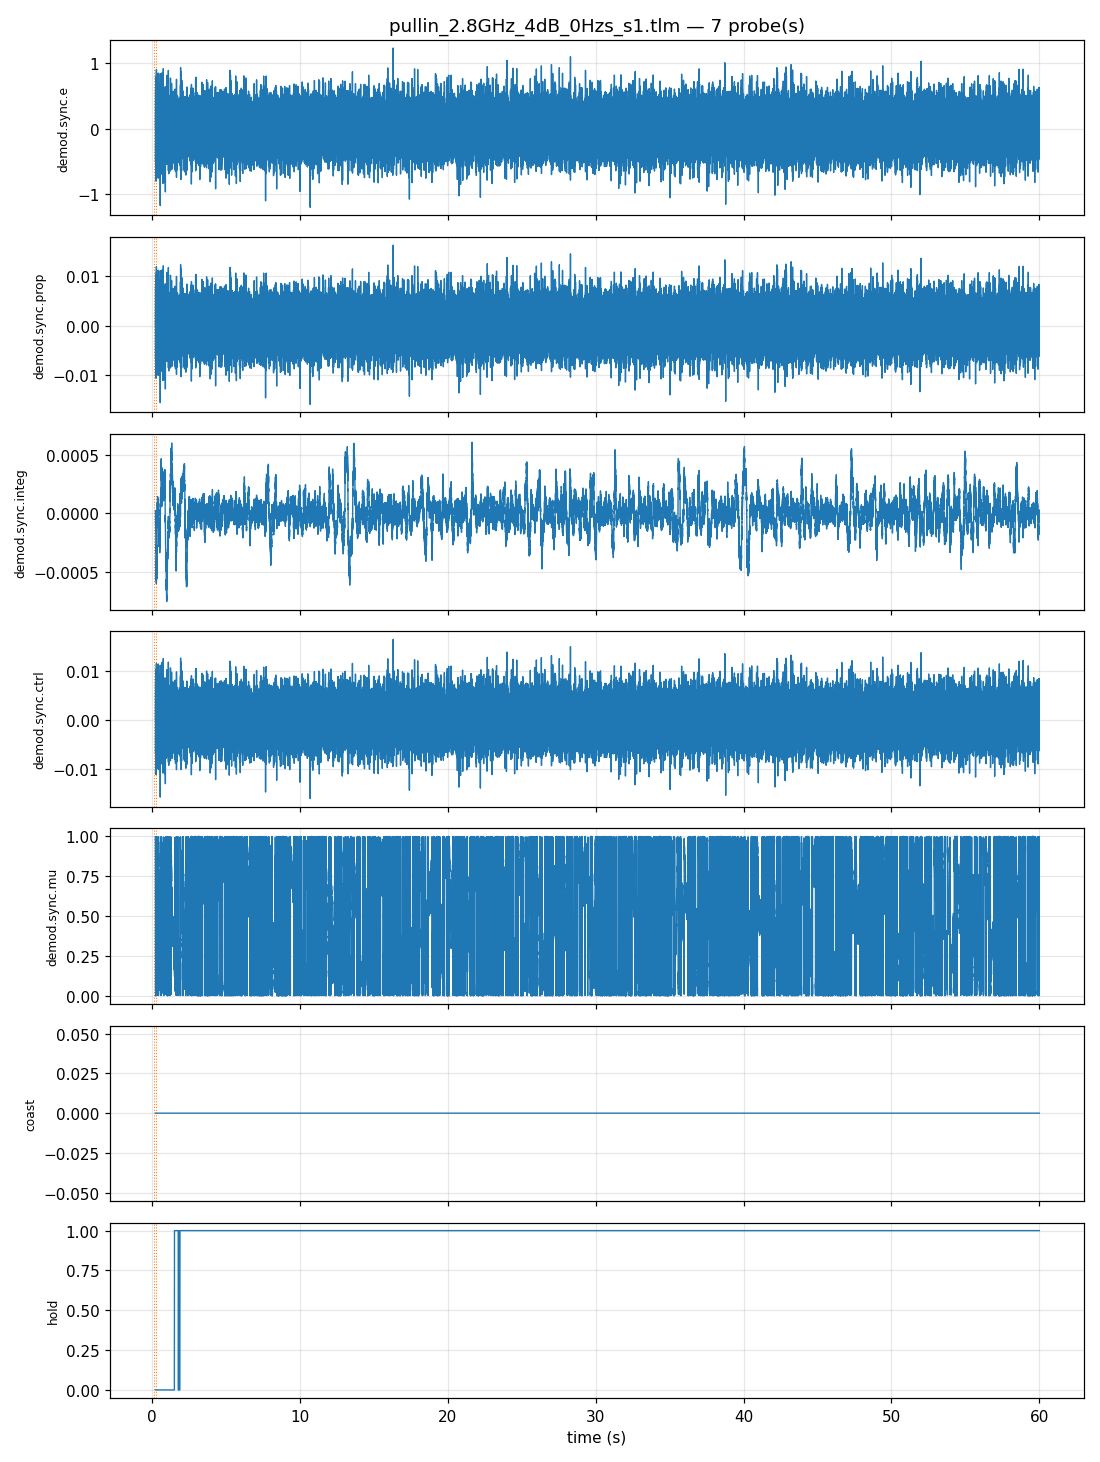 pullin_2.8GHz_4dB_0Hzs_s1.tlm — 7 probe(s)
demod.sync.e
1
0
−1
demod.sync.prop
0.01
0.00
−0.01
demod.sync.integ
0.0005
0.0000
−0.0005
demod.sync.ctrl
0.01
0.00
−0.01
demod.sync.mu
1.00
0.75
0.50
0.25
0.00
coast
0.050
0.025
0.000
−0.025
−0.050
hold
1.00
0.75
0.50
0.25
0.00
0 10 20 30 40 50 60
time (s)